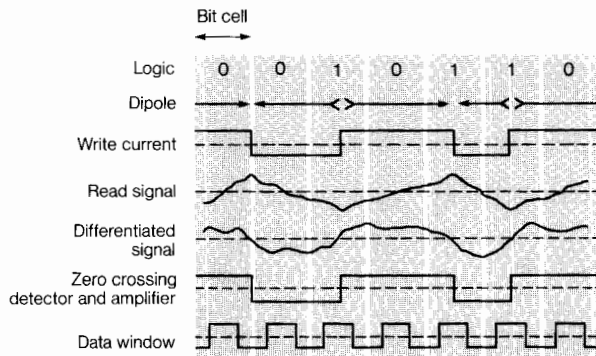 Bit cell
Logic 0 0 1 0 1 1 0
Dipole
Write current
Read signal
Differentiated
signal
Zero crossing
detector and amplifier
Data window